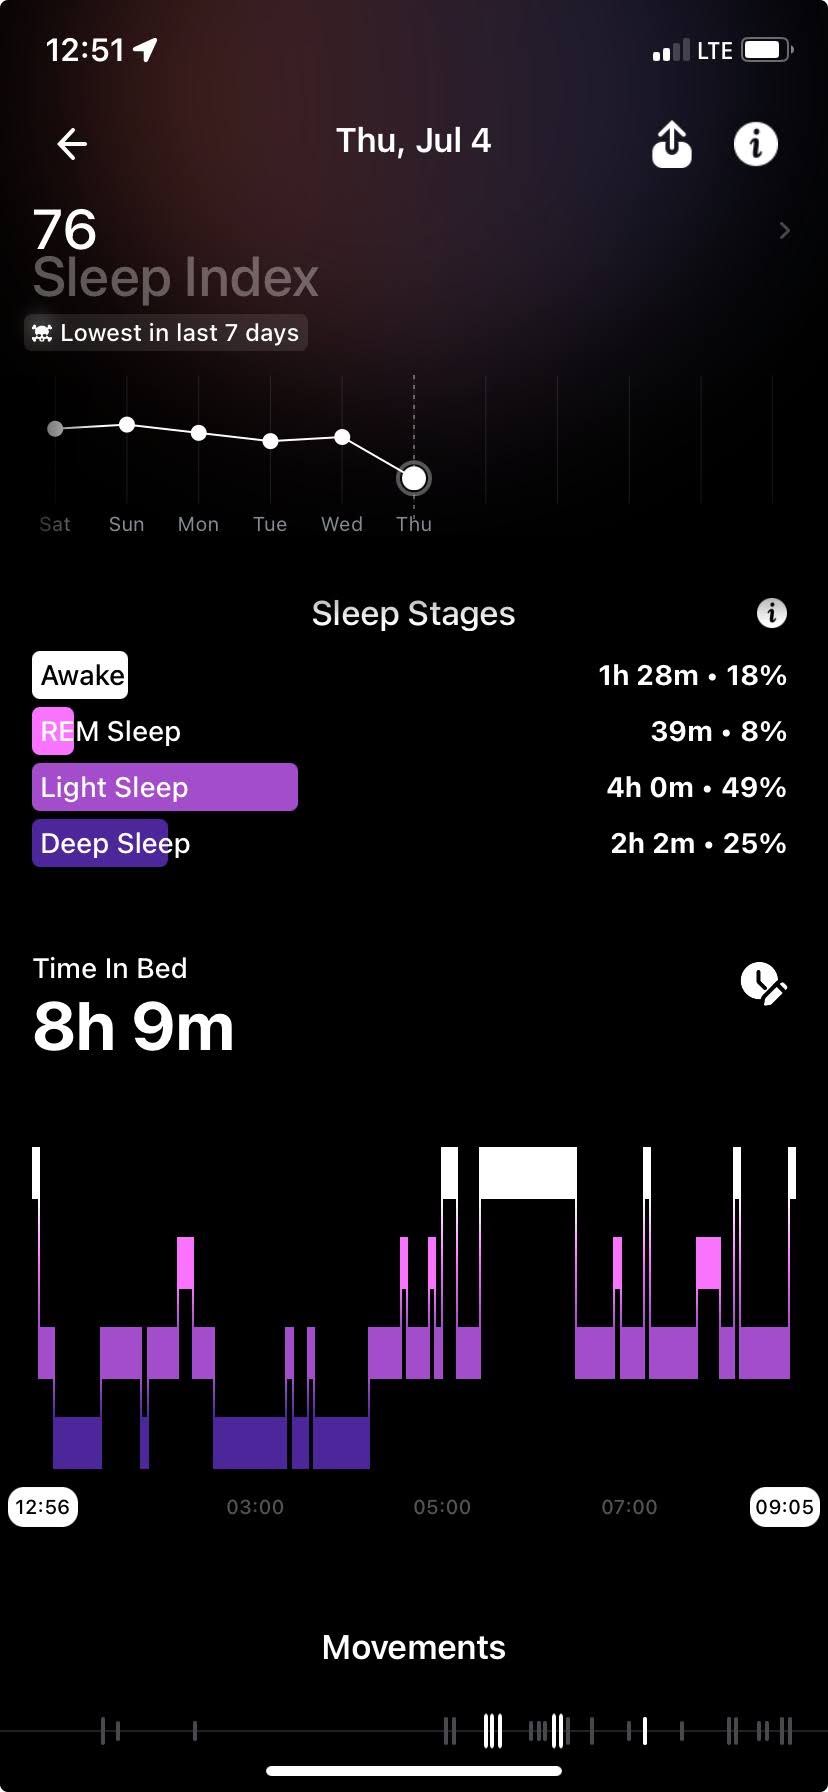 12:51 LTE
Thu, Jul 4
76
Sleep Index
Lowest in last 7 days
Sat Sun Mon Tue Wed Thu
Sleep Stages
Awake 1h 28m • 18%
REM Sleep 39m • 8%
Light Sleep 4h 0m • 49%
Deep Sleep 2h 2m • 25%
Time In Bed
8h 9m
12:56 03:00 05:00 07:00 09:05
Movements